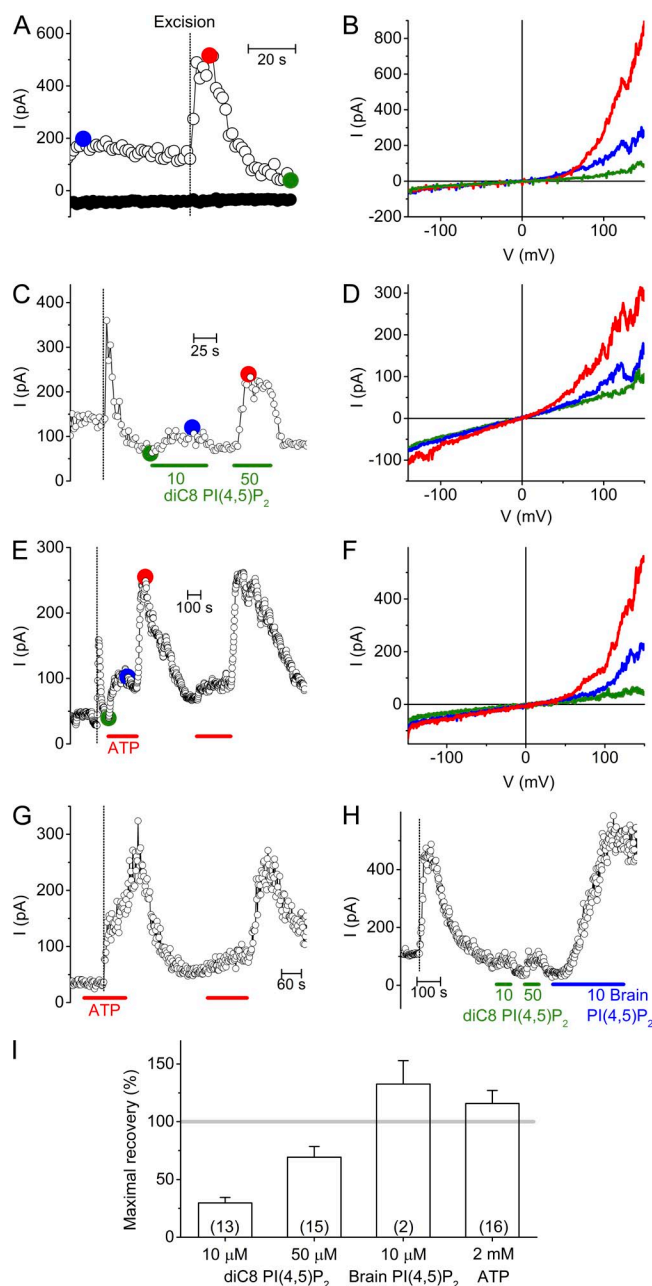 A
Excision
600
400
200
0
I (pA)
20 s
B
800
600
400
200
0
200
I (pA)
-100
0
100
V (mV)
C
400
300
200
100
0
I (pA)
25 s
10
50
diC8 PI(4,5)P2
D
300
200
100
0
-100
I (pA)
-100
0
100
V (mV)
E
300
200
100
0
I (pA)
100 s
ATP
F
400
200
0
I (pA)
-100
0
100
V (mV)
G
300
200
100
0
I (pA)
ATP
60 s
H
400
200
0
I (pA)
100 s
10
50
diC8 PI(4,5)P2
10 Brain
PI(4,5)P2
I
150
100
50
0
Maximal recovery (%)
(13)
(15)
(2)
(16)
10 μM
50 μM
10 μM
2 mM
diC8 PI(4,5)P2
Brain PI(4,5)P2
ATP